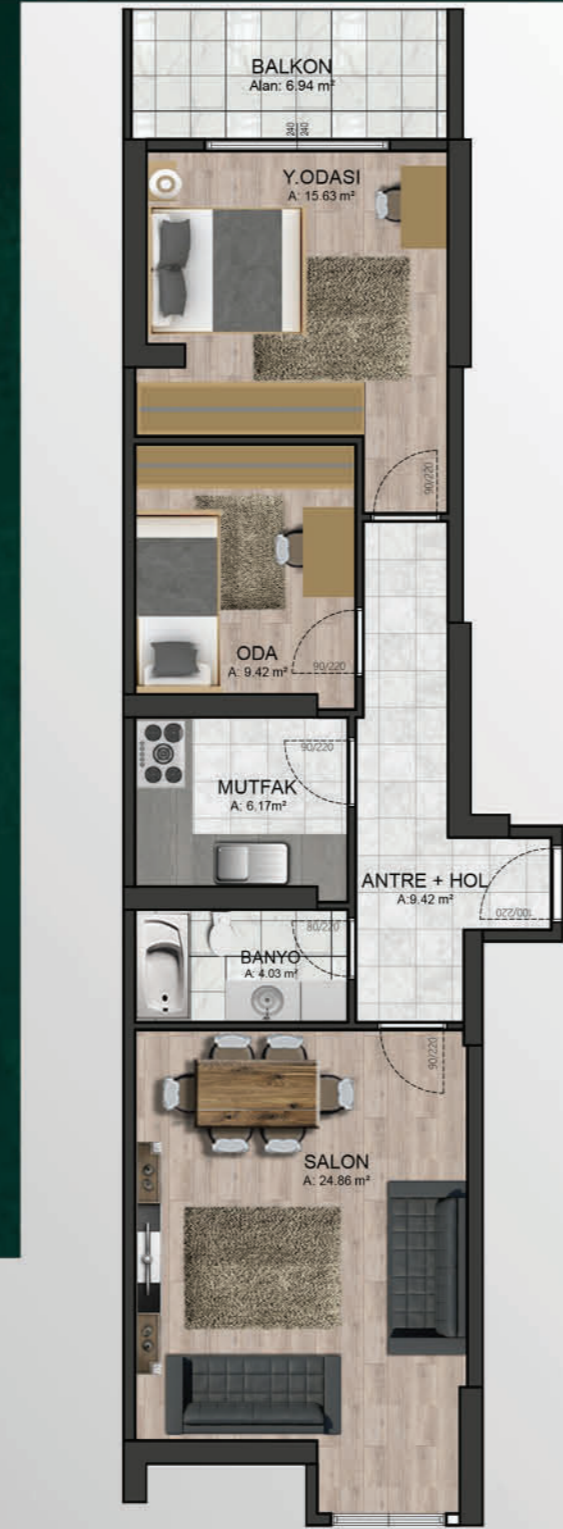 BALKON
Alan: 6.94 m²
240
240
Y.ODASI
A: 15.63 m²
90/220
ODA
A: 9.42 m²
90/220
90/220
MUTFAK
A: 6.17m²
ANTRE + HOL
A:9.42 m²
100/220
80/220
BANYO
A: 4.03 m²
90/220
SALON
A: 24.86 m²